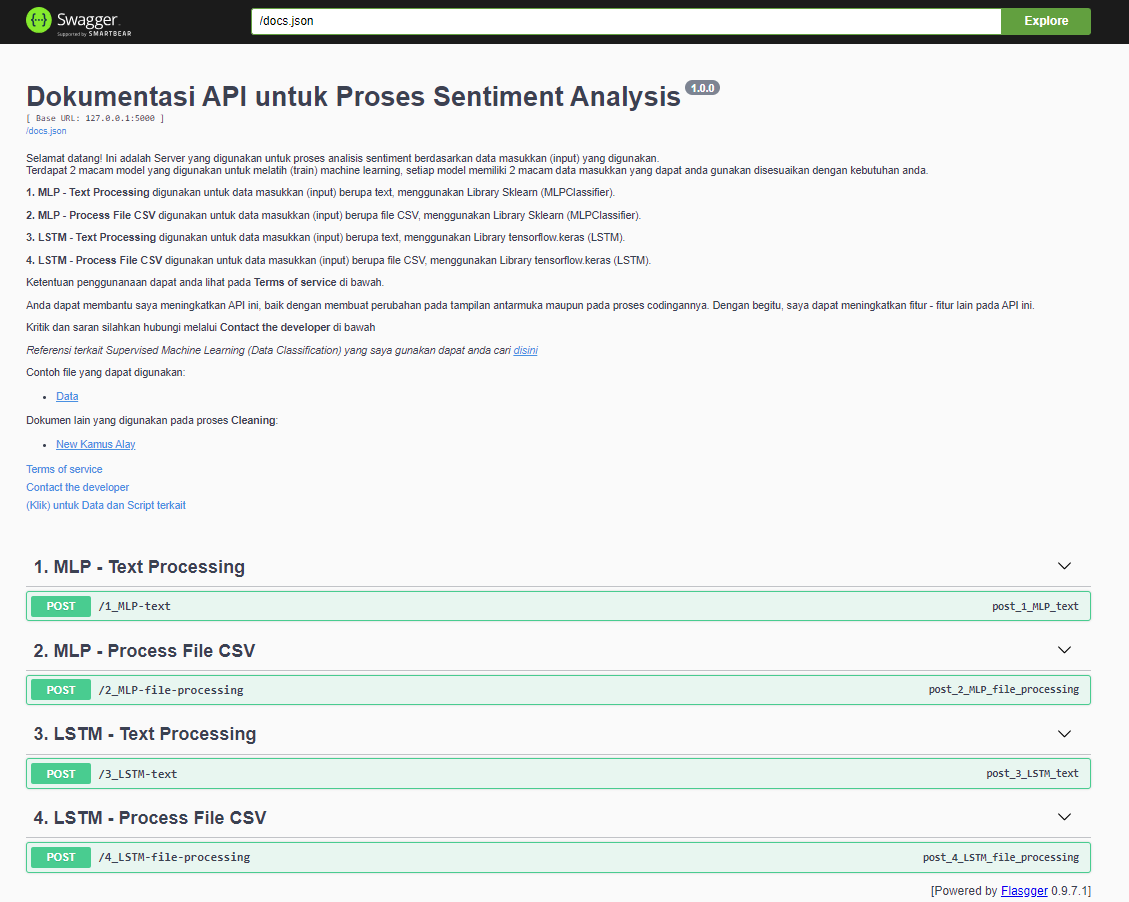 Swagger.
Supported by SMARTBEAR
/docs.json
Explore
Dokumentasi API untuk Proses Sentiment Analysis 1.0.0
[ Base URL: 127.0.0.1:5000 ]
/docs.json
Selamat datang! Ini adalah Server yang digunakan untuk proses analisis sentiment berdasarkan data masukkan (input) yang digunakan.
Terdapat 2 macam model yang digunakan untuk melatih (train) machine learning, setiap model memiliki 2 macam data masukkan yang dapat anda gunakan disesuaikan dengan kebutuhan anda.
1. MLP - Text Processing digunakan untuk data masukkan (input) berupa text, menggunakan Library Sklearn (MLPClassifier).
2. MLP - Process File CSV digunakan untuk data masukkan (input) berupa file CSV, menggunakan Library Sklearn (MLPClassifier).
3. LSTM - Text Processing digunakan untuk data masukkan (input) berupa text, menggunakan Library tensorflow.keras (LSTM).
4. LSTM - Process File CSV digunakan untuk data masukkan (input) berupa file CSV, menggunakan Library tensorflow.keras (LSTM).
Ketentuan penggunanaan dapat anda lihat pada Terms of service di bawah.
Anda dapat membantu saya meningkatkan API ini, baik dengan membuat perubahan pada tampilan antarmuka maupun pada proses codingannya. Dengan begitu, saya dapat meningkatkan fitur - fitur lain pada API ini.
Kritik dan saran silahkan hubungi melalui Contact the developer di bawah
Referensi terkait Supervised Machine Learning (Data Classification) yang saya gunakan dapat anda cari disini
Contoh file yang dapat digunakan:
• Data
Dokumen lain yang digunakan pada proses Cleaning:
• New Kamus Alay
Terms of service
Contact the developer
(Klik) untuk Data dan Script terkait
1. MLP - Text Processing
POST /1_MLP-text post_1_MLP_text
2. MLP - Process File CSV
POST /2_MLP-file-processing post_2_MLP_file_processing
3. LSTM - Text Processing
POST /3_LSTM-text post_3_LSTM_text
4. LSTM - Process File CSV
POST /4_LSTM-file-processing post_4_LSTM_file_processing
[Powered by Flasgger 0.9.7.1]